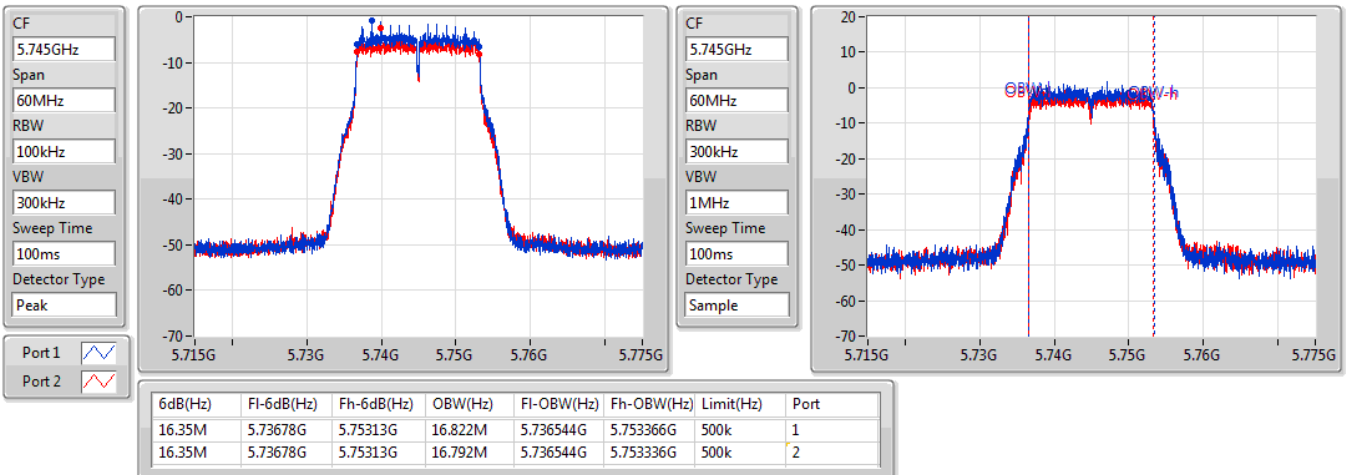 CF
5.745GHz
Span
60MHz
RBW
100kHz
VBW
300kHz
Sweep Time
100ms
Detector Type
Peak
Port 1
Port 2
0
-10
-20
-30
-40
-50
-60
-70
5.715G 5.73G 5.74G 5.75G 5.76G 5.775G
CF
5.745GHz
Span
60MHz
RBW
300kHz
VBW
1MHz
Sweep Time
100ms
Detector Type
Sample
20
10
0
-10
-20
-30
-40
-50
-60
-70
OBW-h
5.715G 5.73G 5.74G 5.75G 5.76G 5.775G
6dB(Hz) Fl-6dB(Hz) Fh-6dB(Hz) OBW(Hz) Fl-OBW(Hz) Fh-OBW(Hz) Limit(Hz) Port
16.35M 5.73678G 5.75313G 16.822M 5.736544G 5.753366G 500k 1
16.35M 5.73678G 5.75313G 16.792M 5.736544G 5.753336G 500k 2